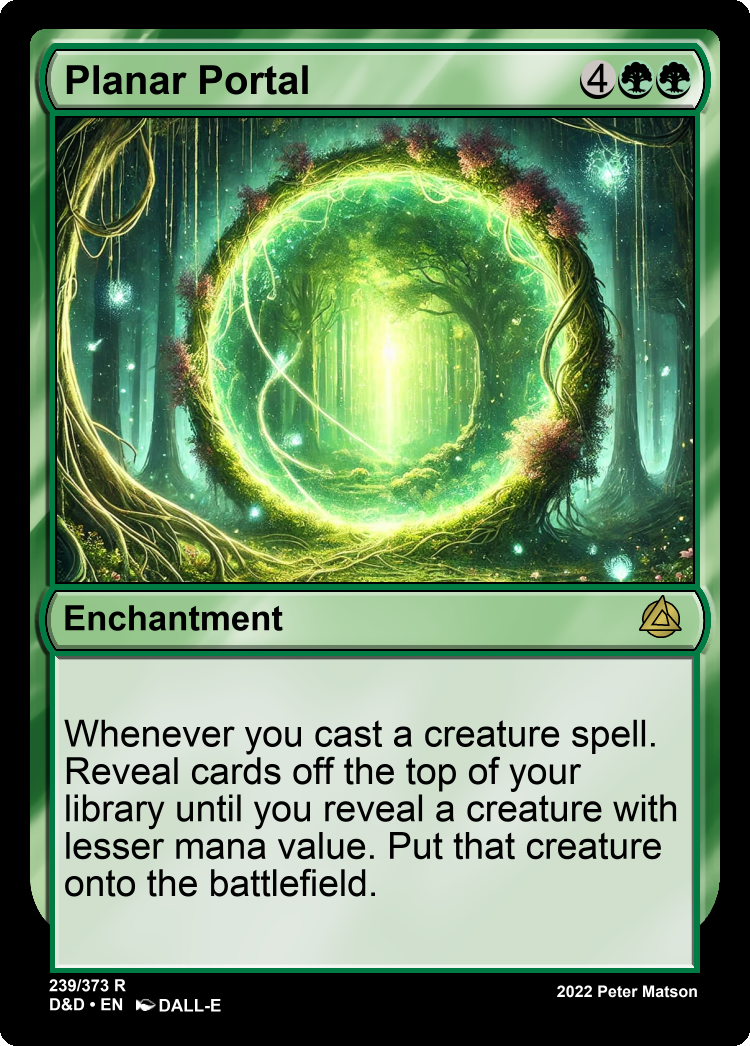 Planar Portal 4
Enchantment
Whenever you cast a creature spell.
Reveal cards off the top of your
library until you reveal a creature with
lesser mana value. Put that creature
onto the battlefield.
239/373 R
D&D • EN DALL-E
2022 Peter Matson